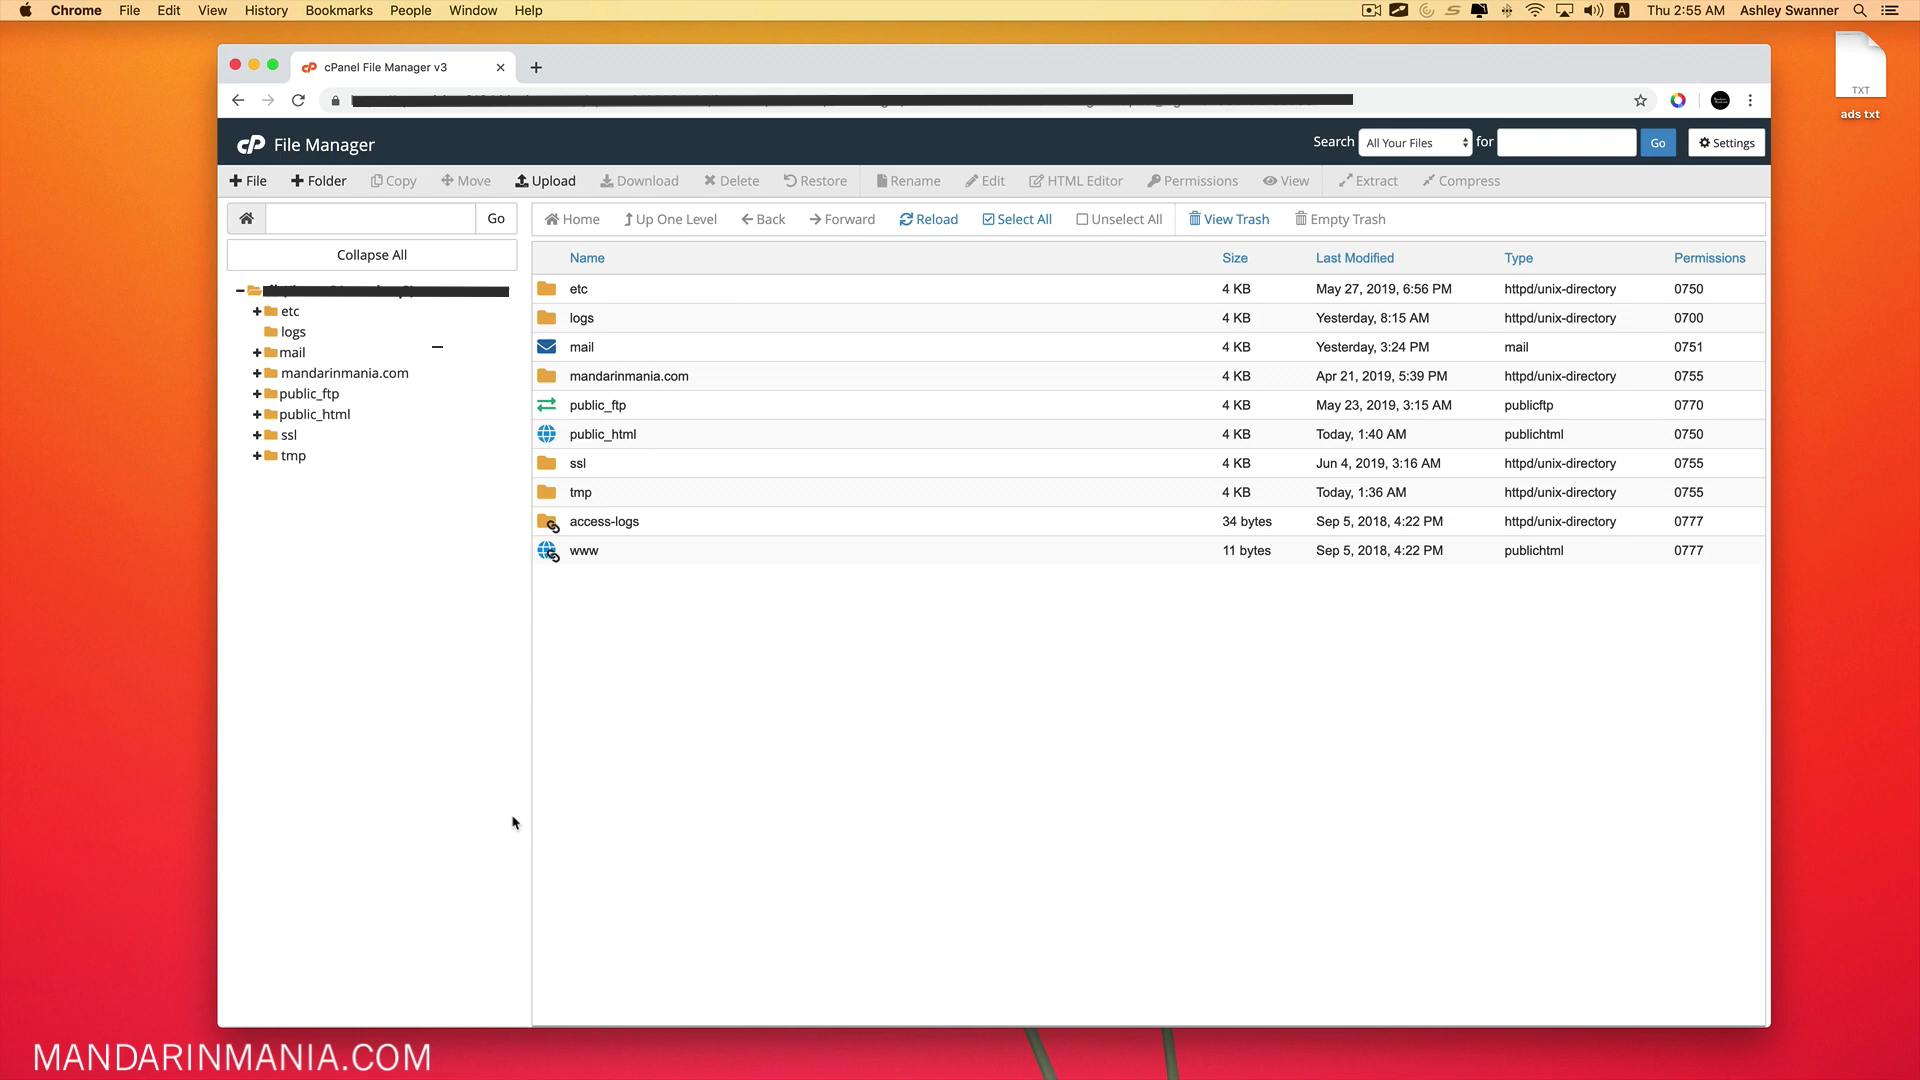 Chrome File Edit View History Bookmarks People Window Help
A Thu 2:55 AM Ashley Swanner
cPanel File Manager v3
TXT
ads txt
cP File Manager
Search All Your Files for Go Settings
File Folder Copy Move Upload Download Delete Restore Rename Edit HTML Editor Permissions View Extract Compress
Go
Home Up One Level Back Forward Reload Select All Unselect All View Trash Empty Trash
Collapse All
etc
logs
mail
mandarinmania.com
public_ftp
public_html
ssl
tmp
Name Size Last Modified Type Permissions
etc 4 KB May 27, 2019, 6:56 PM httpd/unix-directory 0750
logs 4 KB Yesterday, 8:15 AM httpd/unix-directory 0700
mail 4 KB Yesterday, 3:24 PM mail 0751
mandarinmania.com 4 KB Apr 21, 2019, 5:39 PM httpd/unix-directory 0755
public_ftp 4 KB May 23, 2019, 3:15 AM publicftp 0770
public_html 4 KB Today, 1:40 AM publichtml 0750
ssl 4 KB Jun 4, 2019, 3:16 AM httpd/unix-directory 0755
tmp 4 KB Today, 1:36 AM httpd/unix-directory 0755
access-logs 34 bytes Sep 5, 2018, 4:22 PM httpd/unix-directory 0777
www 11 bytes Sep 5, 2018, 4:22 PM publichtml 0777
MANDARINMANIA.COM